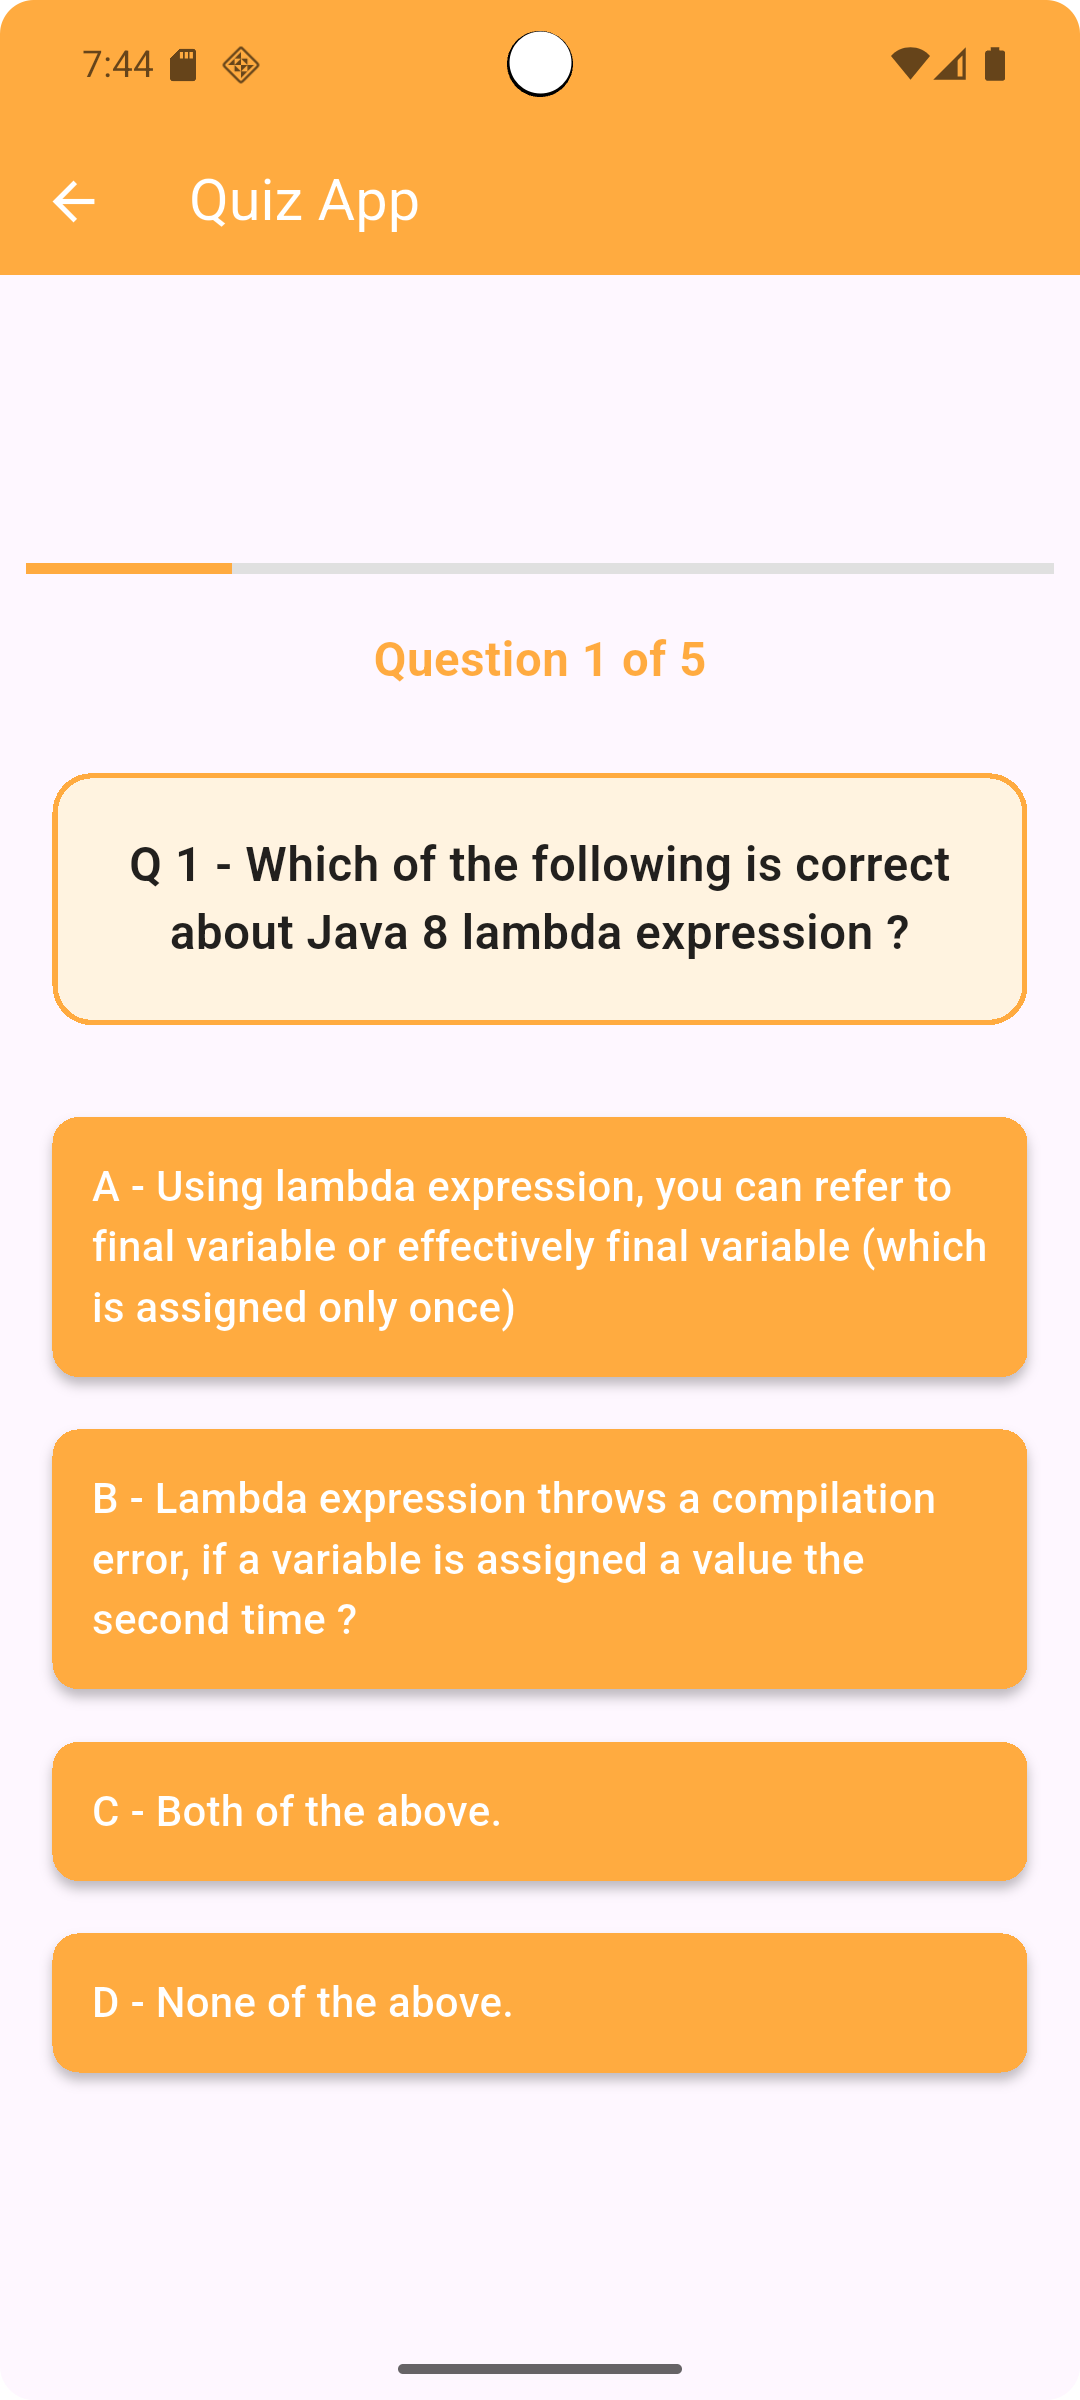 7:44
Quiz App
Question 1 of 5
Q 1 - Which of the following is correct
about Java 8 lambda expression ?
A - Using lambda expression, you can refer to
final variable or effectively final variable (which
is assigned only once)
B - Lambda expression throws a compilation
error, if a variable is assigned a value the
second time ?
C - Both of the above.
D - None of the above.